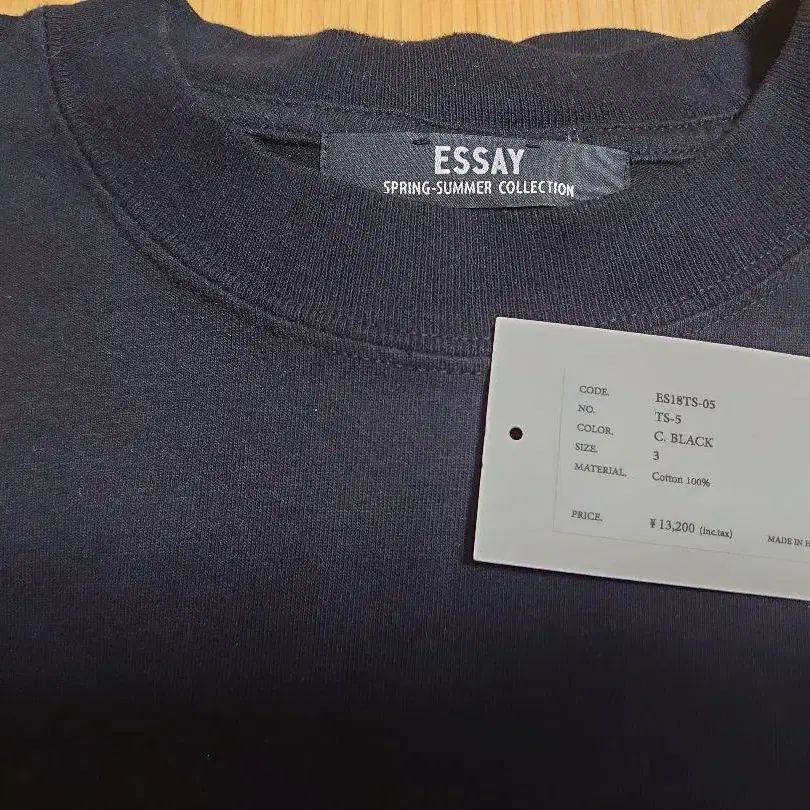 ESSAY
SPRING-SUMMER COLLECTION
CODE. ES18TS-05
NO. TS-5
COLOR. C. BLACK
SIZE. 3
MATERIAL. Cotton 100%
PRICE. ¥ 13,200 (inc.tax)
MADE IN